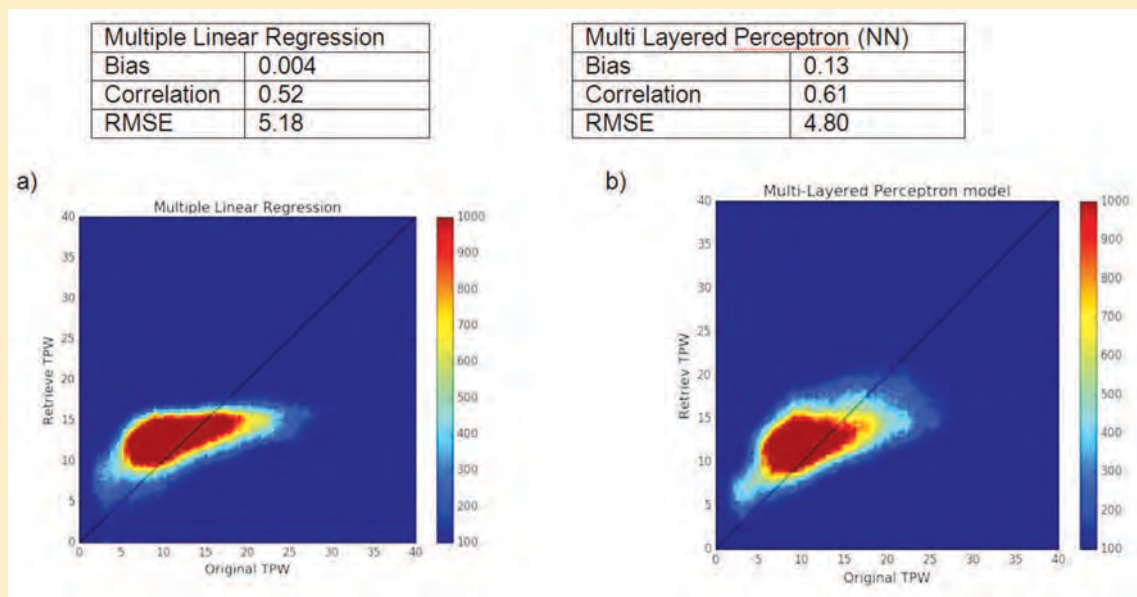 Multiple Linear Regression
Bias 0.004
Correlation 0.52
RMSE 5.18
Multi Layered Perceptron (NN)
Bias 0.13
Correlation 0.61
RMSE 4.80
a)
Multiple Linear Regression
40
35
30
25
20
15
10
5
0
Retrieve TPW
0 5 10 15 20 25 30 35 40
Original TPW
1000
900
800
700
600
500
400
300
200
100
b)
Multi-Layered Perceptron model
40
35
30
25
20
15
10
5
0
Retriev TPW
0 5 10 15 20 25 30 35 40
Original TPW
1000
900
800
700
600
500
400
300
200
100